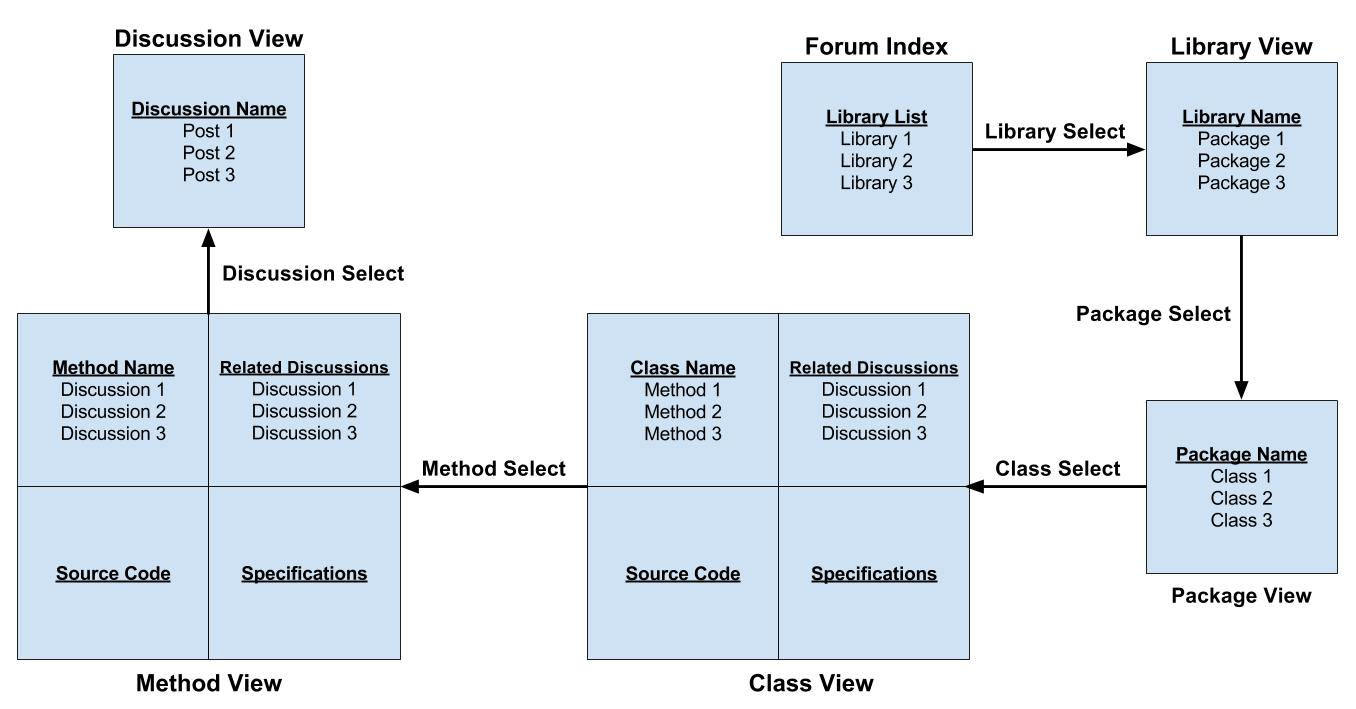 Discussion View
Discussion Name
Post 1
Post 2
Post 3
Discussion Select
Forum Index
Library List
Library 1
Library 2
Library 3
Library Select
Library View
Library Name
Package 1
Package 2
Package 3
Package Select
Package Name
Class 1
Class 2
Class 3
Package View
Class Select
Class Name
Method 1
Method 2
Method 3
Related Discussions
Discussion 1
Discussion 2
Discussion 3
Source Code
Specifications
Class View
Method Select
Method Name
Discussion 1
Discussion 2
Discussion 3
Related Discussions
Discussion 1
Discussion 2
Discussion 3
Source Code
Specifications
Method View